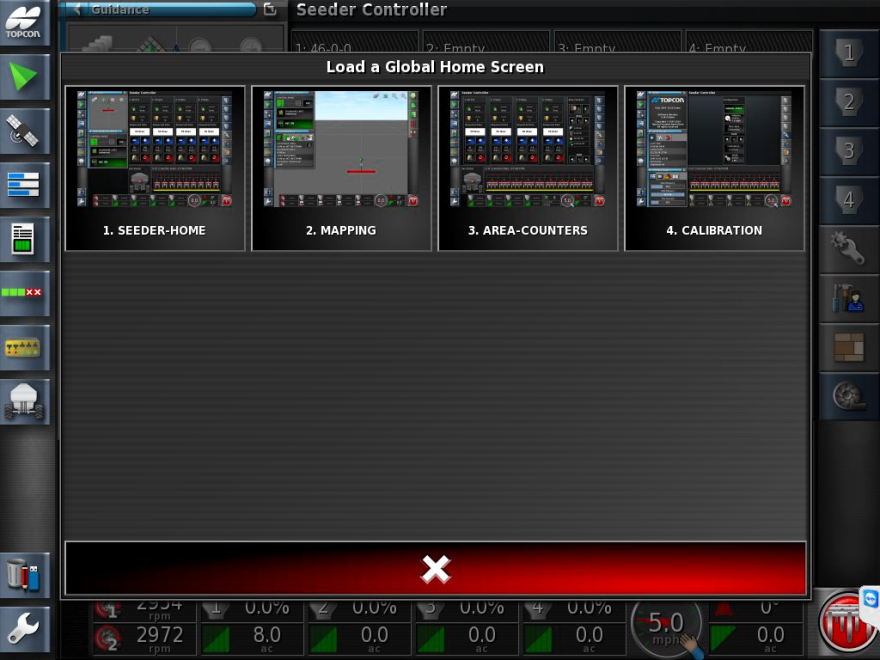 TOPCON
Guidance
Seeder Controller
1: 46-0-0
2: Empty
3: Empty
4: Empty
Load a Global Home Screen
TOPCON
1. SEEDER-HOME
2. MAPPING
3. AREA-COUNTERS
4. CALIBRATION
1
2
3
4
1
2934
rpm
1
0.0%
2
0.0%
3
0.0%
4
0.0%
5.0
mph
0°
2
2972
rpm
8.0
ac
0.0
ac
0.0
ac
0.0
ac
0.0
ac